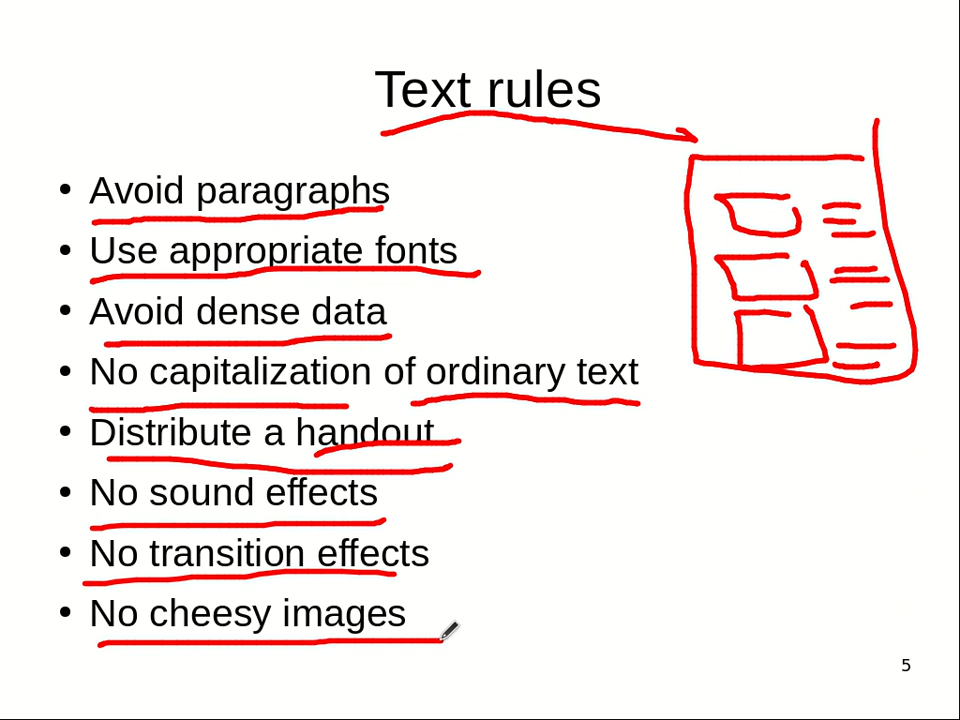 Text rules
• Avoid paragraphs
• Use appropriate fonts
• Avoid dense data
• No capitalization of ordinary text
• Distribute a handout
• No sound effects
• No transition effects
• No cheesy images
5